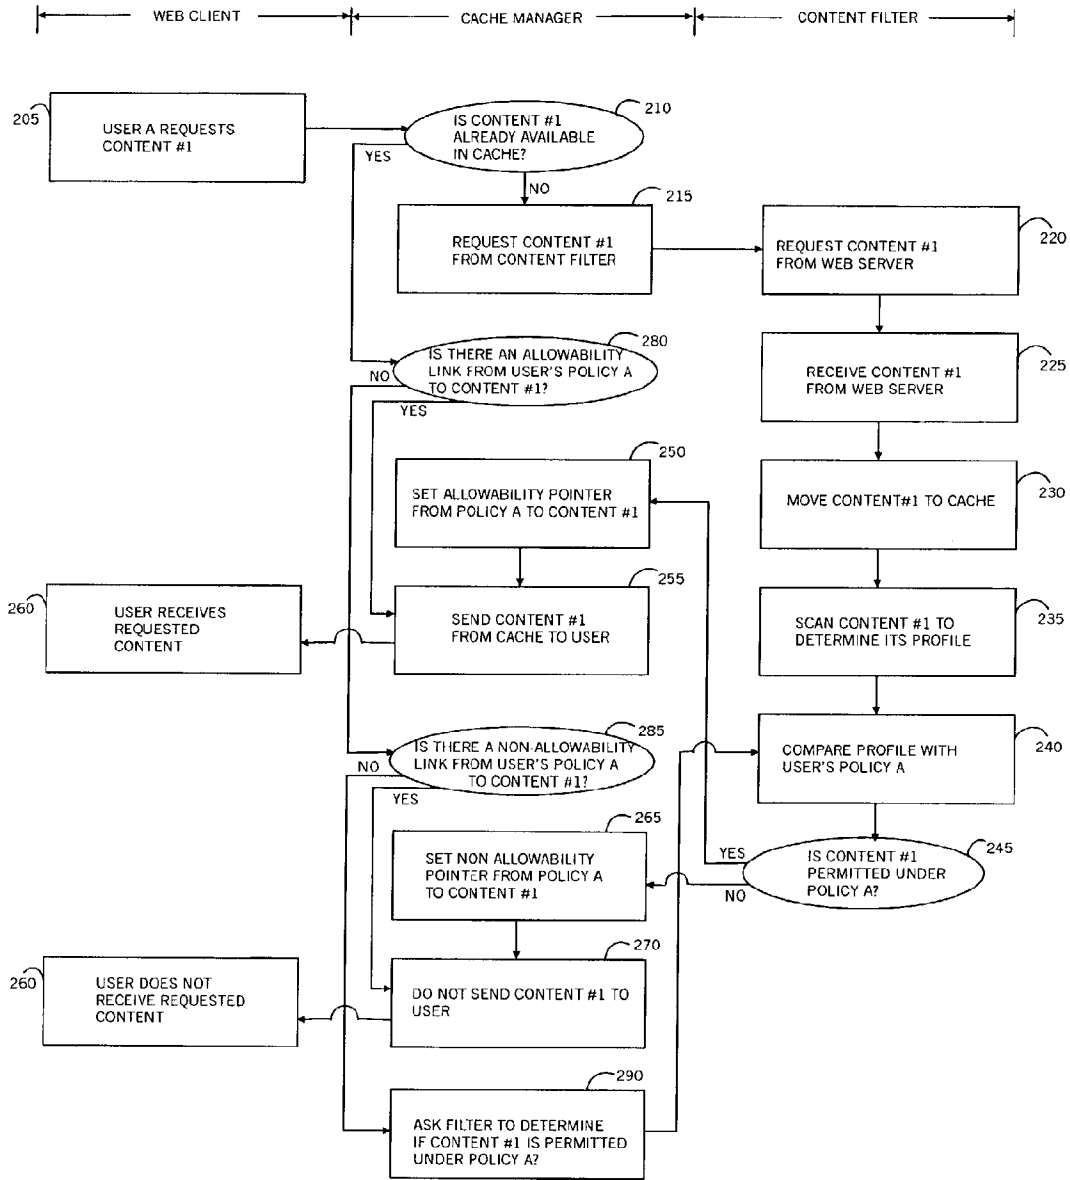 WEB CLIENT
CACHE MANAGER
CONTENT FILTER
205
USER A REQUESTS
CONTENT #1
210
IS CONTENT #1
ALREADY AVAILABLE
IN CACHE?
YES
NO
215
REQUEST CONTENT #1
FROM CONTENT FILTER
220
REQUEST CONTENT #1
FROM WEB SERVER
280
IS THERE AN ALLOWABILITY
LINK FROM USER'S POLICY A
TO CONTENT #1?
NO
YES
225
RECEIVE CONTENT #1
FROM WEB SERVER
250
SET ALLOWABILITY POINTER
FROM POLICY A TO CONTENT #1
230
MOVE CONTENT#1 TO CACHE
260
USER RECEIVES
REQUESTED
CONTENT
255
SEND CONTENT #1
FROM CACHE TO USER
235
SCAN CONTENT #1 TO
DETERMINE ITS PROFILE
285
IS THERE A NON-ALLOWABILITY
LINK FROM USER'S POLICY A
TO CONTENT #1?
NO
YES
240
COMPARE PROFILE WITH
USER'S POLICY A
265
SET NON ALLOWABILITY
POINTER FROM POLICY A
TO CONTENT #1
YES
NO
245
IS CONTENT #1
PERMITTED UNDER
POLICY A?
260
USER DOES NOT
RECEIVE REQUESTED
CONTENT
270
DO NOT SEND CONTENT #1 TO
USER
290
ASK FILTER TO DETERMINE
IF CONTENT #1 IS PERMITTED
UNDER POLICY A?